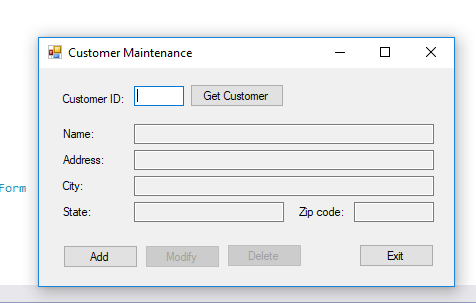 Customer Maintenance
Customer ID: Get Customer
Name:
Address:
Form
City:
State: Zip code:
Add Modify Delete Exit